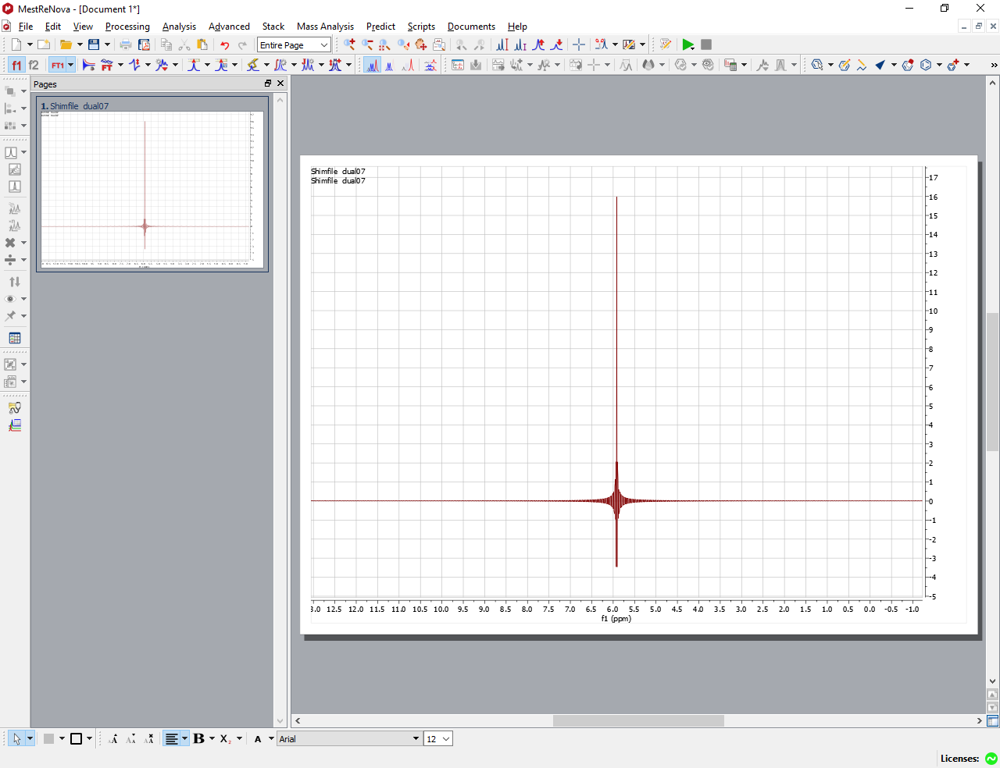 MestReNova - [Document 1*]
File Edit View Processing Analysis Advanced Stack Mass Analysis Predict Scripts Documents Help
Entire Page
f1 f2 FT1 FT
Pages
1. Shimfile dual07
Shimfile dual07
Shimfile dual07
17
16
15
14
13
12
11
10
9
8
7
6
5
4
3
2
1
0
-1
-2
-3
-4
-5
3.0 12.5 12.0 11.5 11.0 10.5 10.0 9.5 9.0 8.5 8.0 7.5 7.0 6.5 6.0 5.5 5.0 4.5 4.0 3.5 3.0 2.5 2.0 1.5 1.0 0.5 0.0 -0.5 -1.0
f1 (ppm)
B X2 A Arial 12
Licenses: